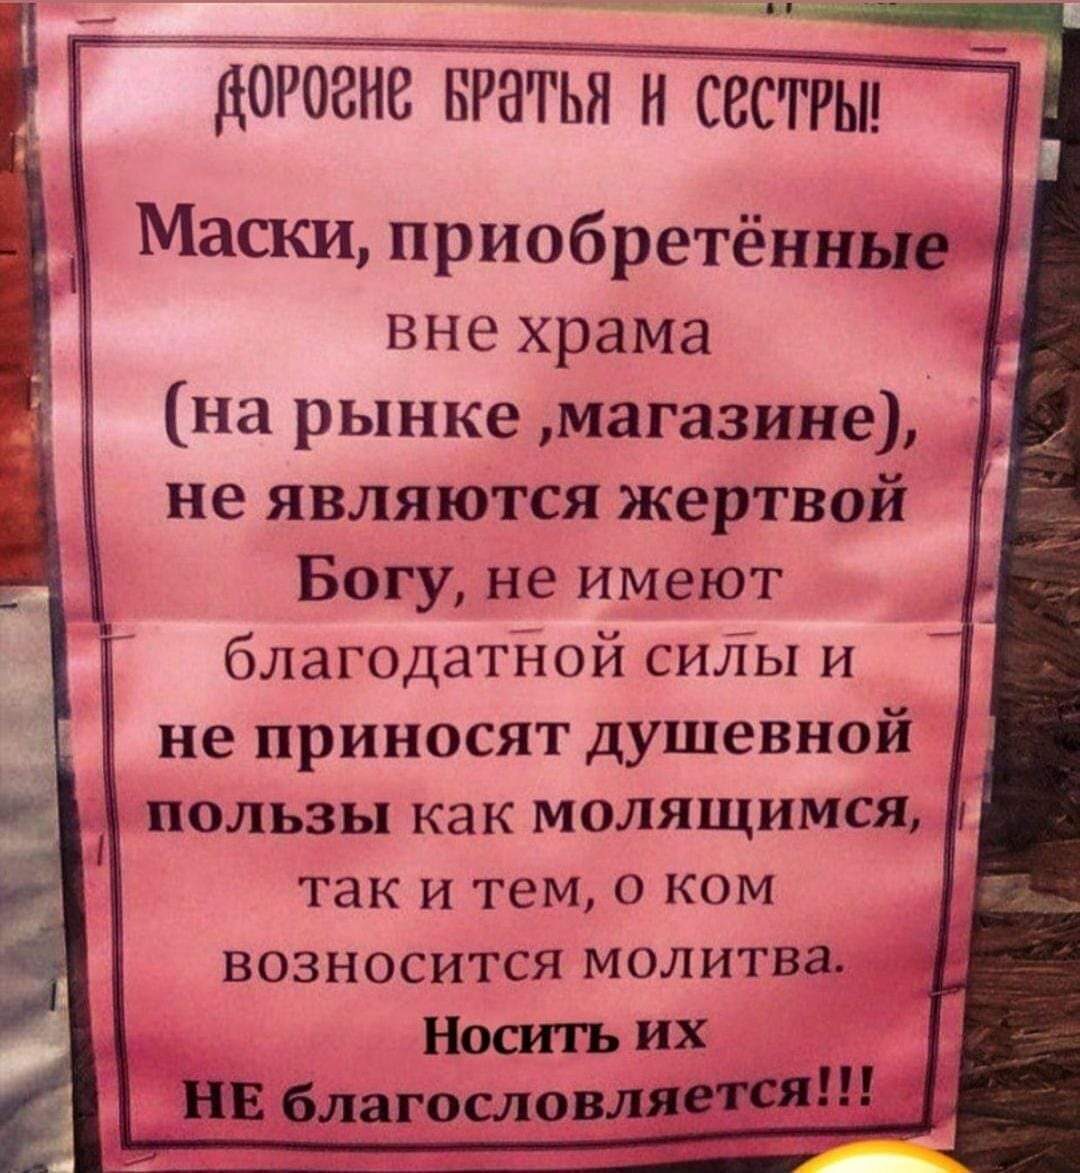 ДОРОГИЕ БРАТЬЯ И СЕСТРЫ!
Маски, приобретённые
вне храма
(на рынке ,магазине),
не являются жертвой
Богу, не имеют
благодатной силы и
не приносят душевной
пользы как молящимся,
так и тем, о ком
возносится молитва.
Носить их
НЕ благословляется!!!